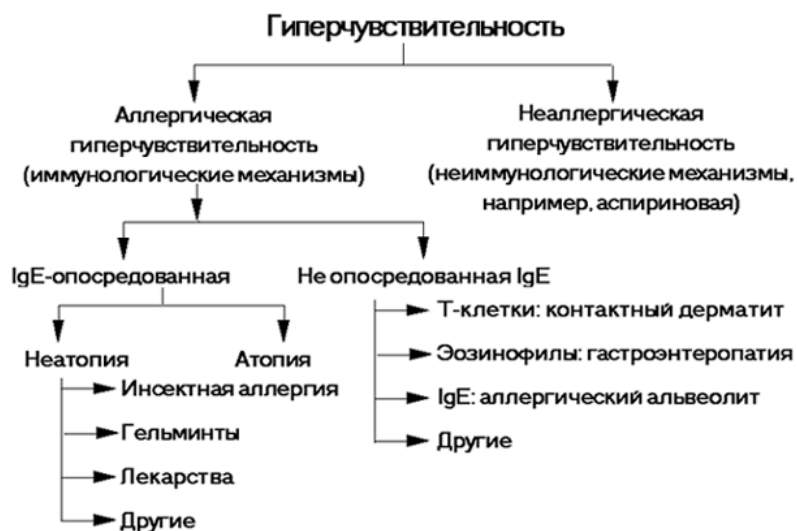 Гиперчувствительность
Аллергическая
гиперчувствительность
(иммунологические механизмы)
Неаллергическая
гиперчувствительность
(неиммунологические механизмы,
например, аспириновая)
IgE-опосредованная
Не опосредованная IgE
Неатопия
Атопия
Инсектная аллергия
Гельминты
Лекарства
Другие
Т-клетки: контактный дерматит
Эозинофилы: гастроэнтеропатия
IgE: аллергический альвеолит
Другие